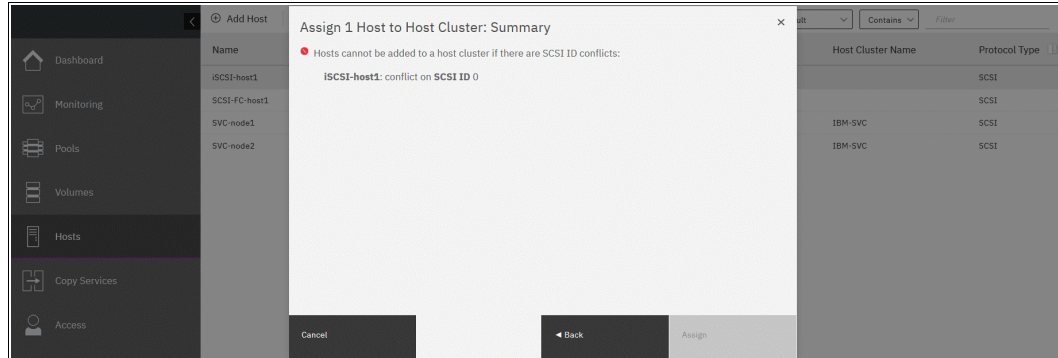 Add Host
Assign 1 Host to Host Cluster: Summary
ult
Contains
Filter
Name
Host Cluster Name
Protocol Type
Hosts cannot be added to a host cluster if there are SCSI ID conflicts:
iSCSI-host1: conflict on SCSI ID 0
Dashboard
Monitoring
Pools
Volumes
Hosts
Copy Services
Access
iSCSI-host1
SCSI
SCSI-FC-host1
SCSI
SVC-node1
IBM-SVC
SCSI
SVC-node2
IBM-SVC
SCSI
Cancel
Back
Assign